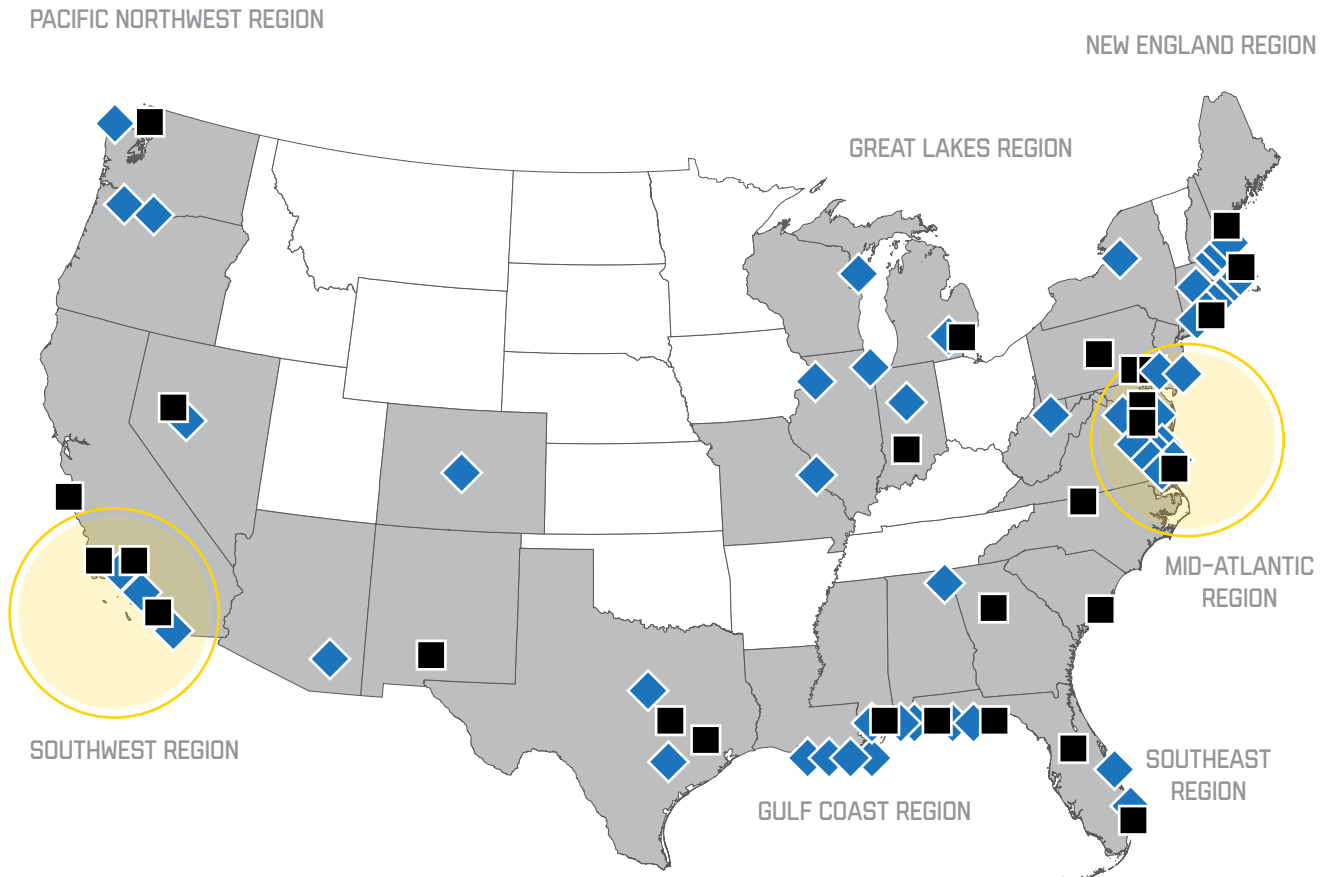 PACIFIC NORTHWEST REGION
NEW ENGLAND REGION
GREAT LAKES REGION
MID-ATLANTIC
REGION
SOUTHWEST REGION
SOUTHEAST
REGION
GULF COAST REGION